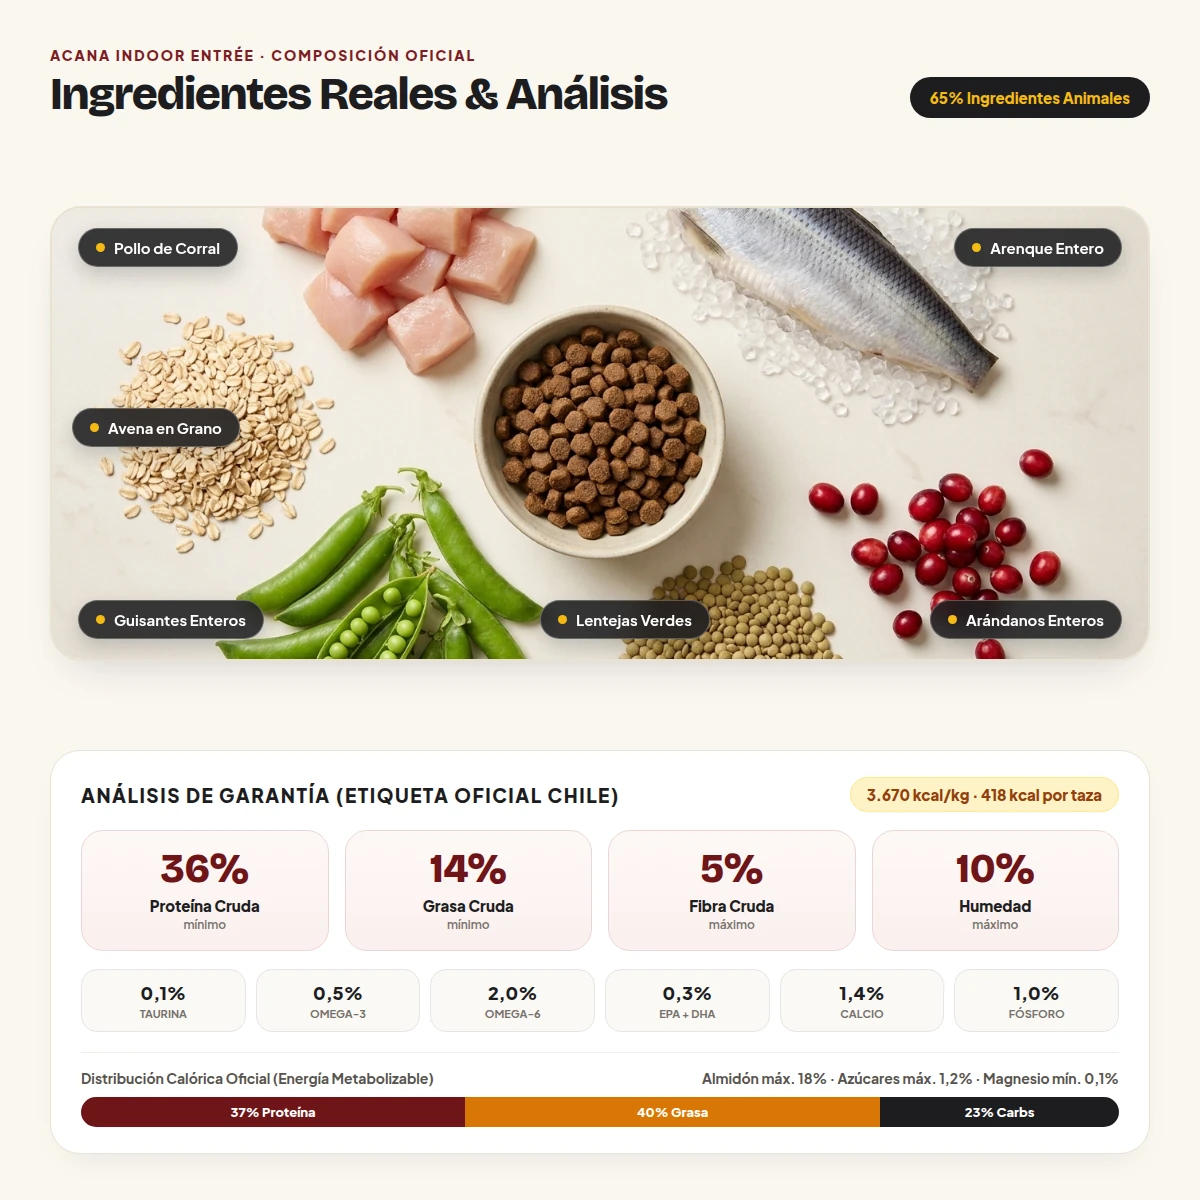 ACANA INDOOR ENTRÉE · COMPOSICIÓN OFICIAL
Ingredientes Reales & Análisis
65% Ingredientes Animales
Pollo de Corral
Arenque Entero
Avena en Grano
Guisantes Enteros
Lentejas Verdes
Arándanos Enteros
ANÁLISIS DE GARANTÍA (ETIQUETA OFICIAL CHILE)
3.670 kcal/kg · 418 kcal por taza
36%
Proteína Cruda
mínimo
14%
Grasa Cruda
mínimo
5%
Fibra Cruda
máximo
10%
Humedad
máximo
0,1%
TAURINA
0,5%
OMEGA-3
2,0%
OMEGA-6
0,3%
EPA + DHA
1,4%
CALCIO
1,0%
FÓSFORO
Distribución Calórica Oficial (Energía Metabolizable)
Almidón máx. 18% · Azúcares máx. 1,2% · Magnesio mín. 0,1%
37% Proteína
40% Grasa
23% Carbs